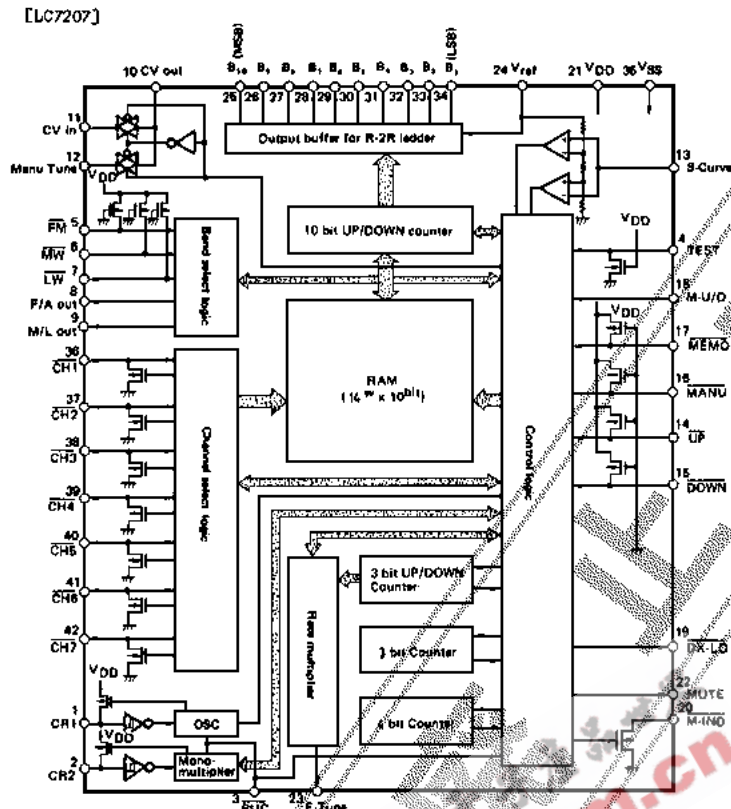 [LC7207]
(MSB) (LSB)
B₁₀ B₉ B₈ B₇ B₆ B₅ B₄ B₃ B₂ B₁
10 CV out
24 Vref
21 VDD
35 VSS
25 26 27 28 29 30 31 32 33 34
11
CV in
12
Manu Tune
VDD
Output buffer for R-2R ladder
13
S-Curve
FM 5
MW 6
LW 7
8
F/A out
9
M/L out
Band select logic
10 bit UP/DOWN counter
VDD
4
TEST
18
M-U/D
VDD
17
MEMO
16
MANU
14
UP
15
DOWN
RAM
(14 w x 10 bit)
Control logic
36
CH1
37
CH2
38
CH3
39
CH4
40
CH5
41
CH6
42
CH7
Channel select logic
Rate multiplier
3 bit UP/DOWN
Counter
bit Counter
bit Counter
19
DX-LO
22
MUTE
20
M-IND
VDD
1
CR1
OSC
VDD
2
CR2
Mono-
multiplier
3
23
.cn